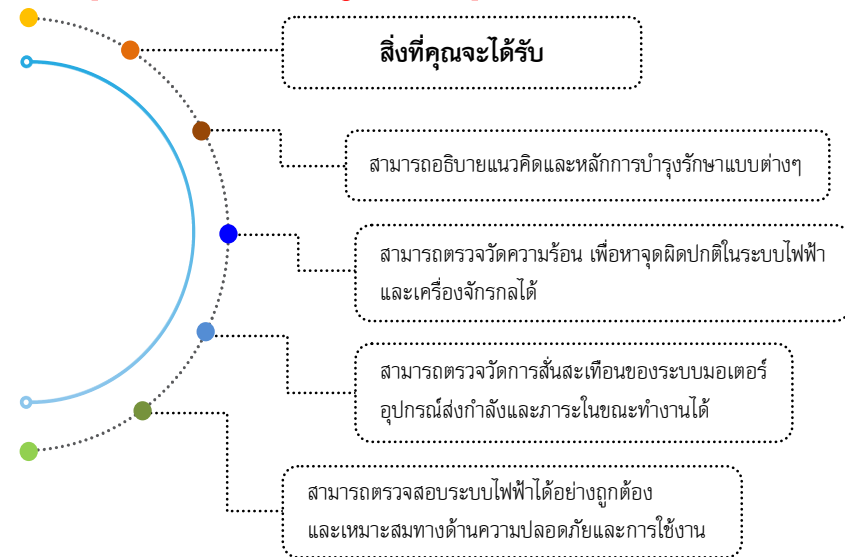 สิ่งที่คุณจะได้รับ
สามารถอธิบายแนวคิดและหลักการบำรุงรักษาแบบต่างๆ
สามารถตรวจวัดความร้อน เพื่อหาจุดผิดปกติในระบบไฟฟ้า
และเครื่องจักรกลได้
สามารถตรวจวัดการสั่นสะเทือนของระบบมอเตอร์
อุปกรณ์ส่งกำลังและภาระในขณะทำงานได้
สามารถตรวจสอบระบบไฟฟ้าได้อย่างถูกต้อง
และเหมาะสมทางด้านความปลอดภัยและการใช้งาน